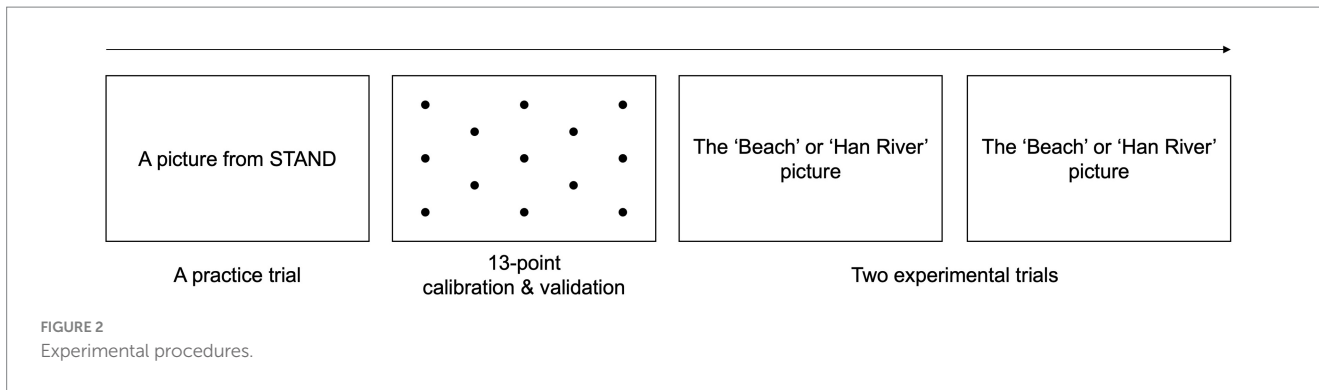 A picture from STAND
The ‘Beach’ or ‘Han River’
picture
The ‘Beach’ or ‘Han River’
picture
A practice trial
13-point
calibration & validation
Two experimental trials
FIGURE 2
Experimental procedures.